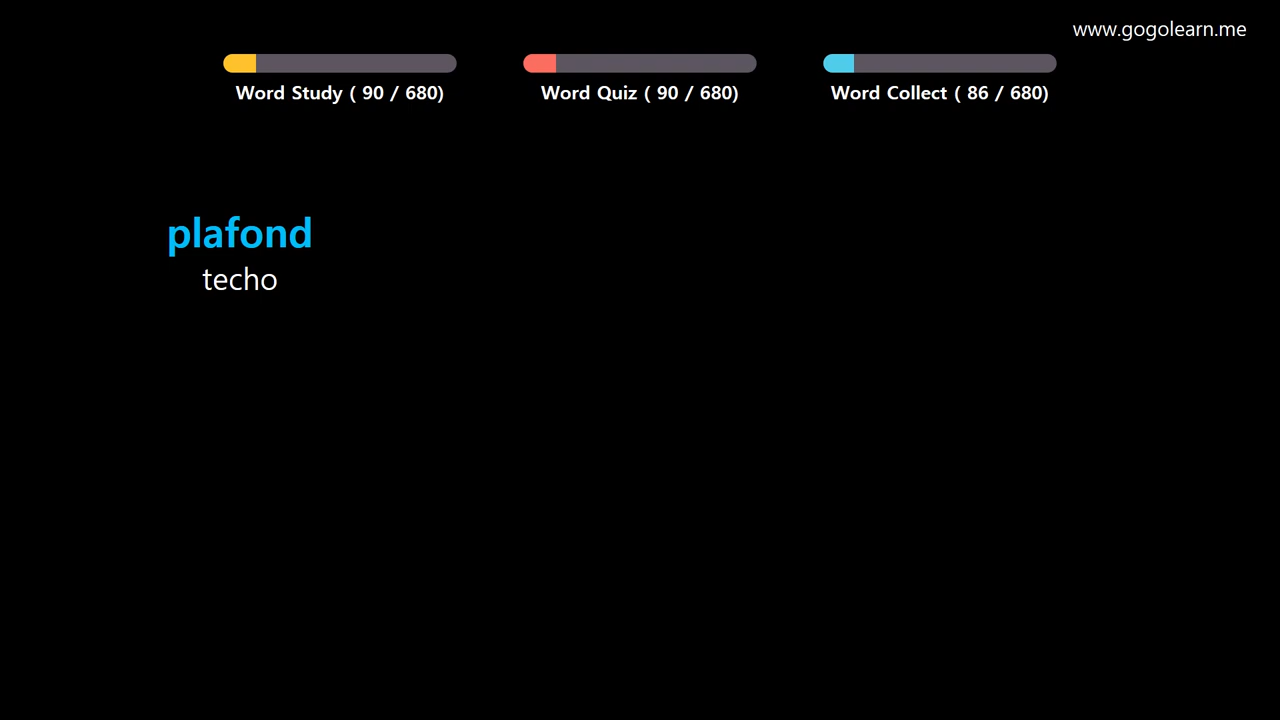 www.gogolearn.me
Word Study ( 90 / 680)
Word Quiz ( 90 / 680)
Word Collect ( 86 / 680)
plafond
techo